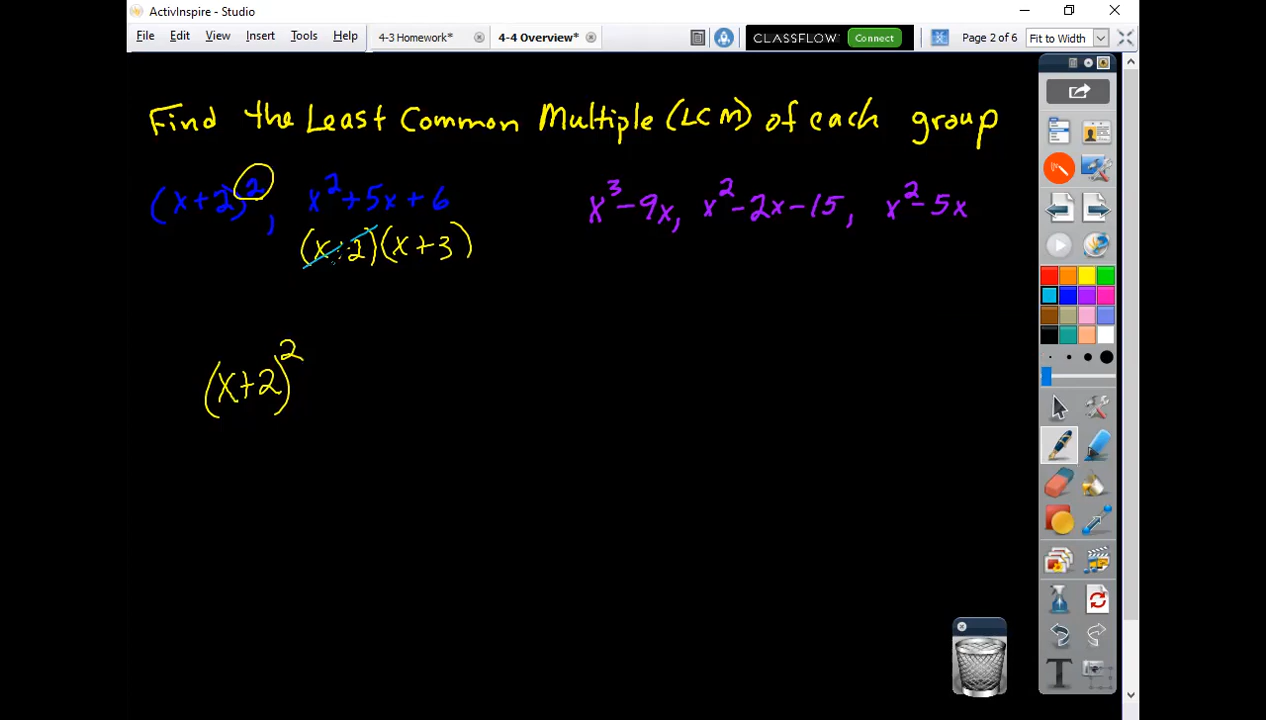 ActivInspire - Studio
File Edit View Insert Tools Help 4-3 Homework* 4-4 Overview* CLASSFLOW Connect Page 2 of 6 Fit to Width
Find the Least Common Multiple (LCM) of each group
(x+2)², x²+5x+6 x³-9x, x²-2x-15, x²-5x
(x+2)(x+3)
(x+2)²
T